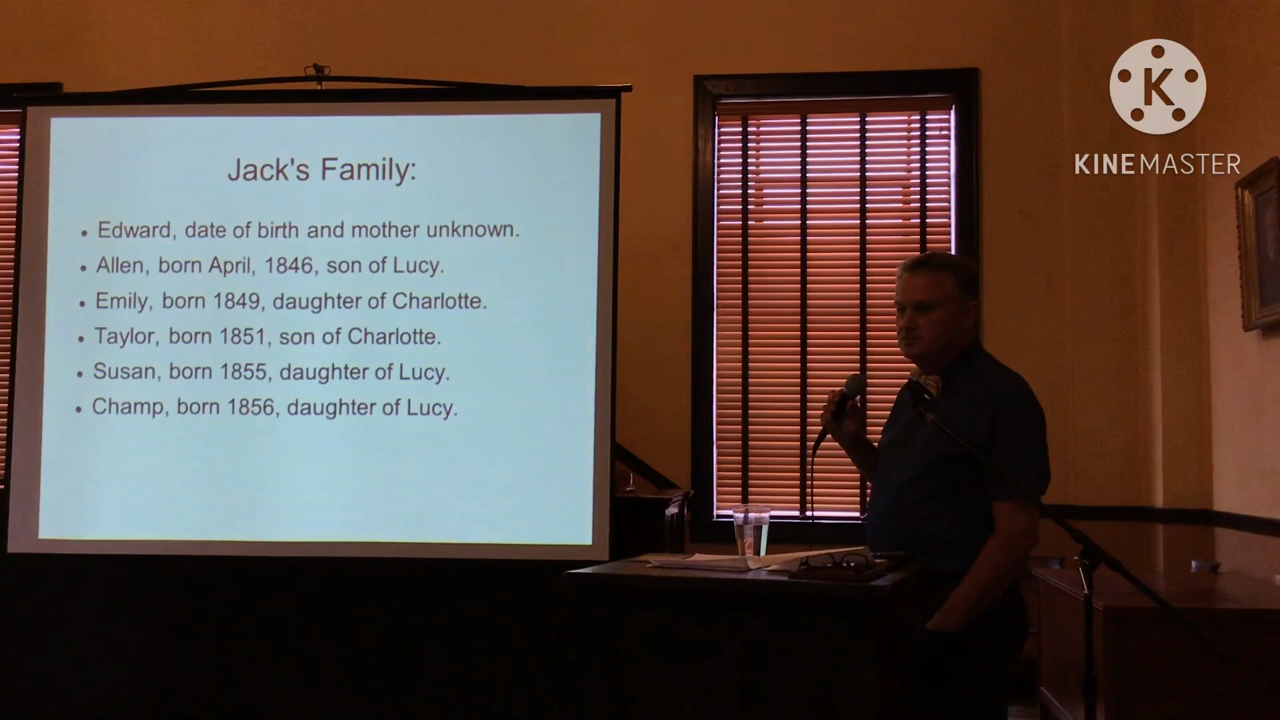 Jack's Family:
• Edward, date of birth and mother unknown.
• Allen, born April, 1846, son of Lucy.
• Emily, born 1849, daughter of Charlotte.
• Taylor, born 1851, son of Charlotte.
• Susan, born 1855, daughter of Lucy.
• Champ, born 1856, daughter of Lucy.
K
KINEMASTER